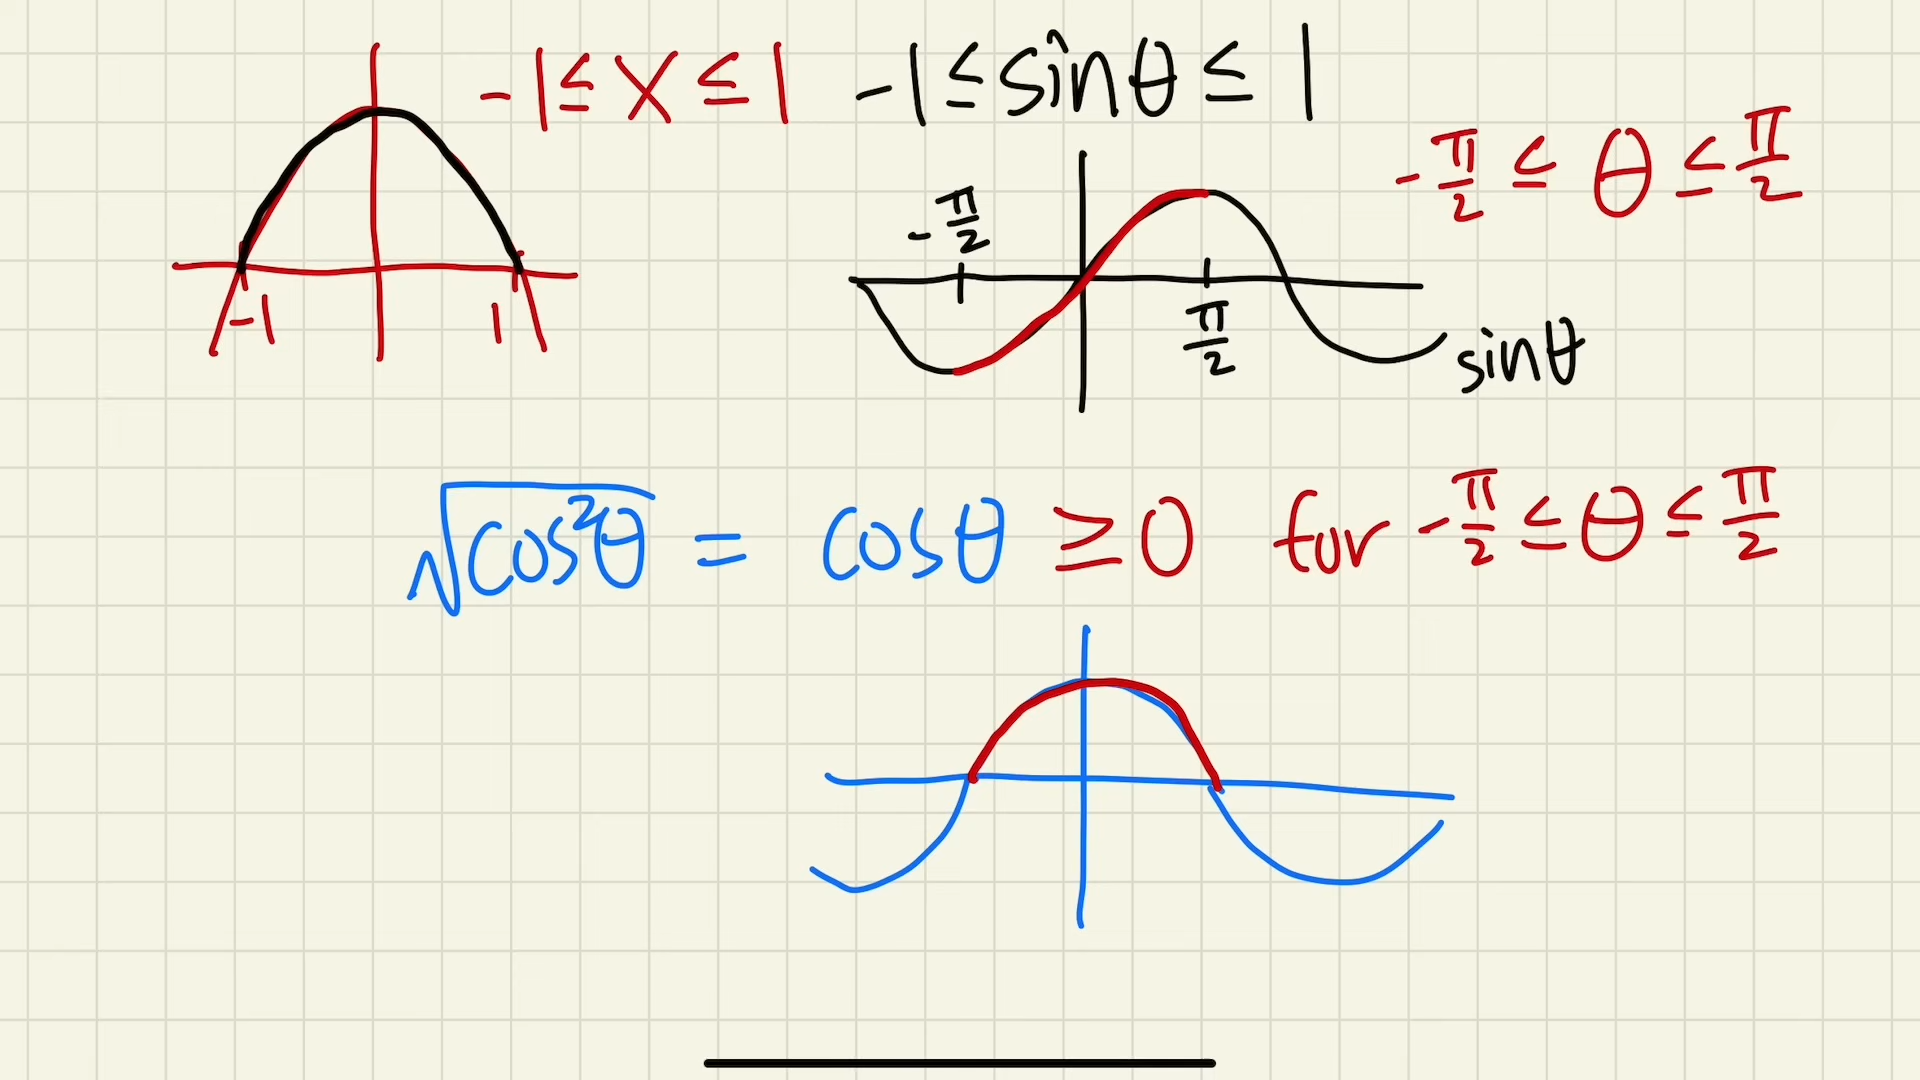 -1 ≤ x ≤ 1
-1 ≤ sinθ ≤ 1
-π/2 ≤ θ ≤ π/2
-π/2
π/2
-1
1
sinθ
√cos²θ = cosθ ≥ 0 for -π/2 ≤ θ ≤ π/2